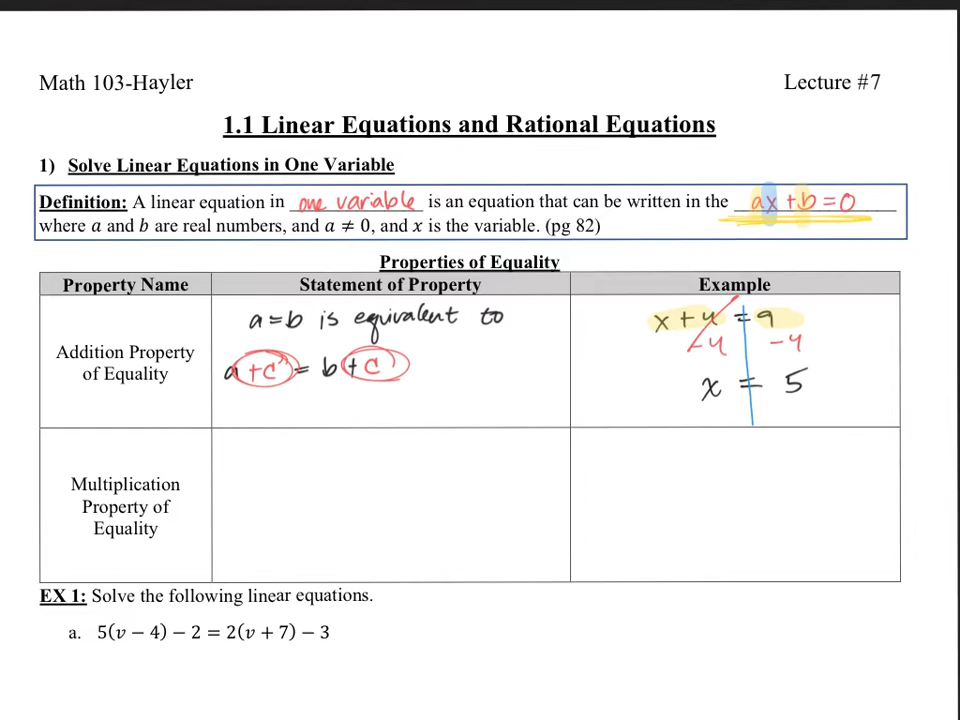 Math 103-Hayler Lecture #7
1.1 Linear Equations and Rational Equations
1) Solve Linear Equations in One Variable
Definition: A linear equation in one variable is an equation that can be written in the ax + b = 0
where a and b are real numbers, and a ≠ 0, and x is the variable. (pg 82)
Properties of Equality
Property Name Statement of Property Example
Addition Property
of Equality
a=b is equivalent to
a + c = b + c
x + 4 = 9
-4 -4
x = 5
Multiplication
Property of
Equality
EX 1: Solve the following linear equations.
a. 5(v − 4) − 2 = 2(v + 7) − 3